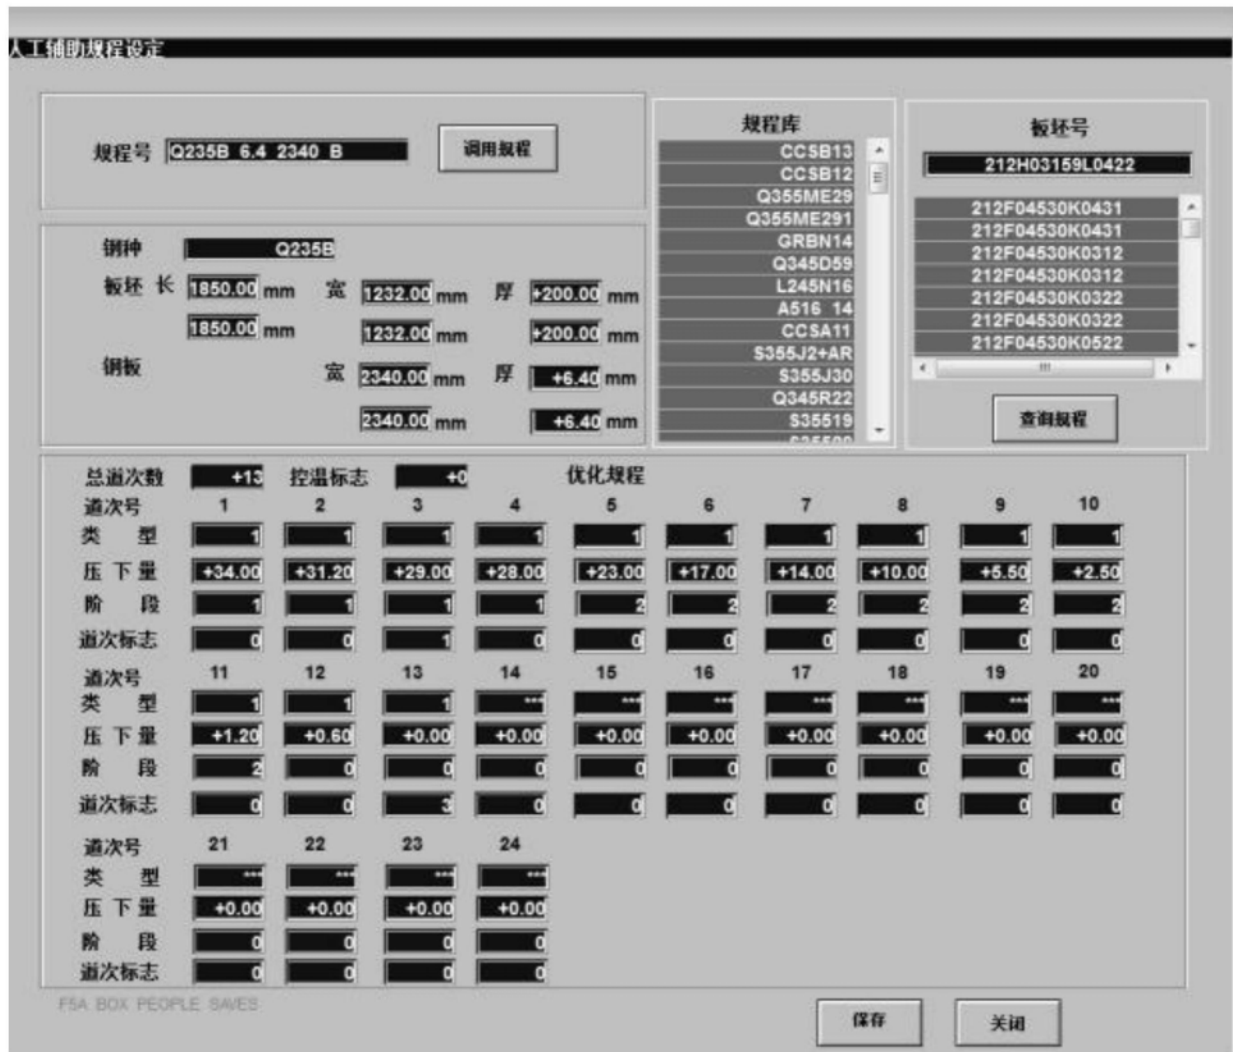 人工辅助规程设定
规程号 Q235B 6.4 2340 B 调用规程
规程库
CCSB13
CCSB12
Q355ME29
Q355ME291
GRBN14
Q345D59
L245N16
A516 14
CCSA11
S355J2+AR
S355J30
Q345R22
S35519
板坯号
212H03159L0422
212F04530K0431
212F04530K0431
212F04530K0312
212F04530K0312
212F04530K0322
212F04530K0322
212F04530K0522
查询规程
钢种 Q235B
板坯 长 1850.00 mm 宽 1232.00 mm 厚 +200.00 mm
1850.00 mm 1232.00 mm +200.00 mm
钢板 宽 2340.00 mm 厚 +6.40 mm
2340.00 mm +6.40 mm
总道次数 +13 控温标志 +0 优化规程
道次号 1 2 3 4 5 6 7 8 9 10
类 型 1 1 1 1 1 1 1 1 1 1
压 下 量 +34.00 +31.20 +29.00 +28.00 +23.00 +17.00 +14.00 +10.00 +5.50 +2.50
阶 段 1 1 1 1 2 2 2 2 2 2
道次标志 0 0 1 0 0 0 0 0 0 0
道次号 11 12 13 14 15 16 17 18 19 20
类 型 1 1 1 *** *** *** *** *** *** ***
压 下 量 +1.20 +0.60 +0.00 +0.00 +0.00 +0.00 +0.00 +0.00 +0.00 +0.00
阶 段 2 0 0 0 0 0 0 0 0 0
道次标志 0 0 3 0 0 0 0 0 0 0
道次号 21 22 23 24
类 型 *** *** *** ***
压 下 量 +0.00 +0.00 +0.00 +0.00
阶 段 0 0 0 0
道次标志 0 0 0 0
F5A BOX PEOPLE SAVES
保存 关闭